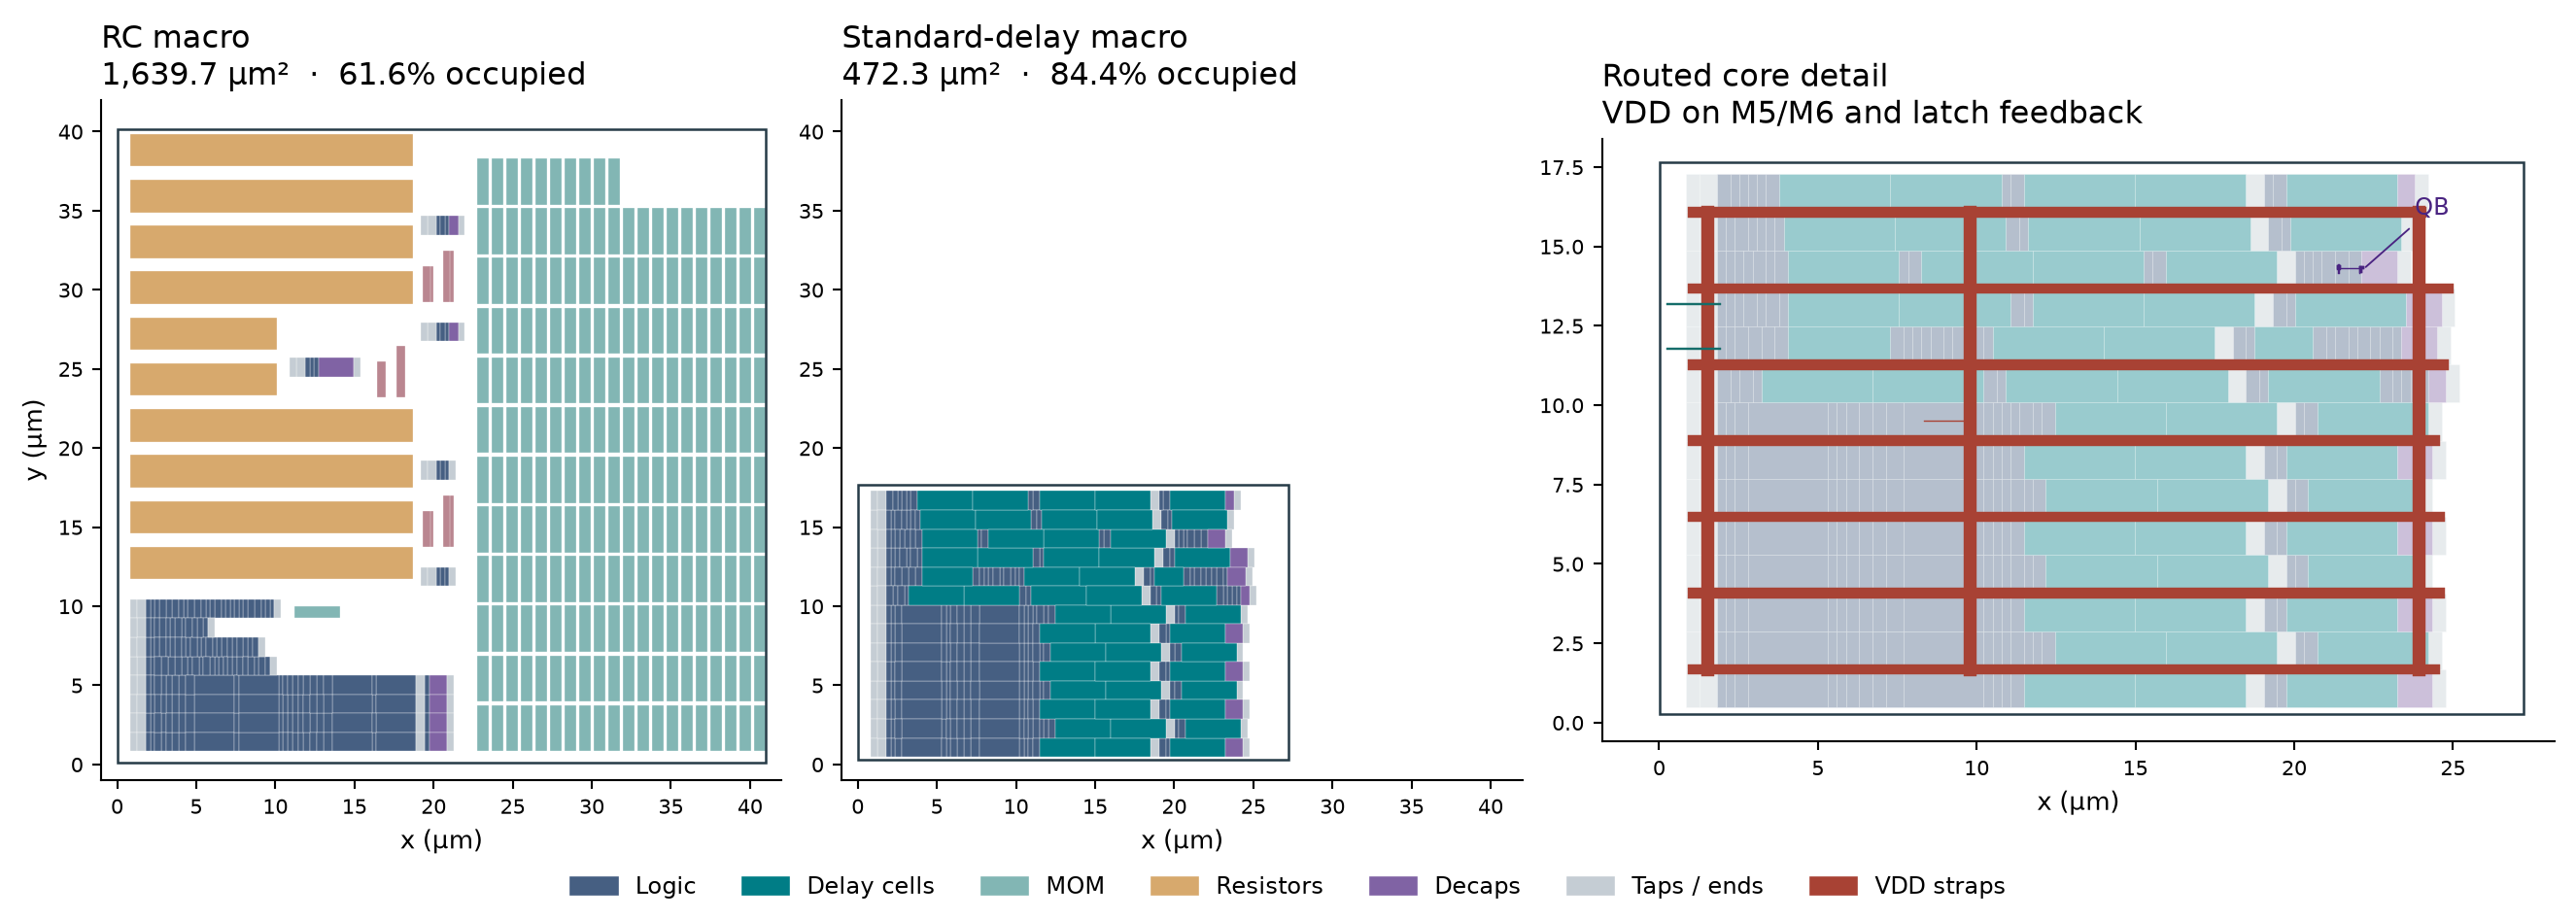 RC macro
1,639.7 µm² · 61.6% occupied
40
35
30
25
20
15
10
5
0
y (µm)
0 5 10 15 20 25 30 35 40
x (µm)
Standard-delay macro
472.3 µm² · 84.4% occupied
40
35
30
25
20
15
10
5
0
0 5 10 15 20 25 30 35 40
x (µm)
Routed core detail
VDD on M5/M6 and latch feedback
17.5
15.0
12.5
10.0
7.5
5.0
2.5
0.0
QB
0 5 10 15 20 25
x (µm)
Logic Delay cells MOM Resistors Decaps Taps / ends VDD straps